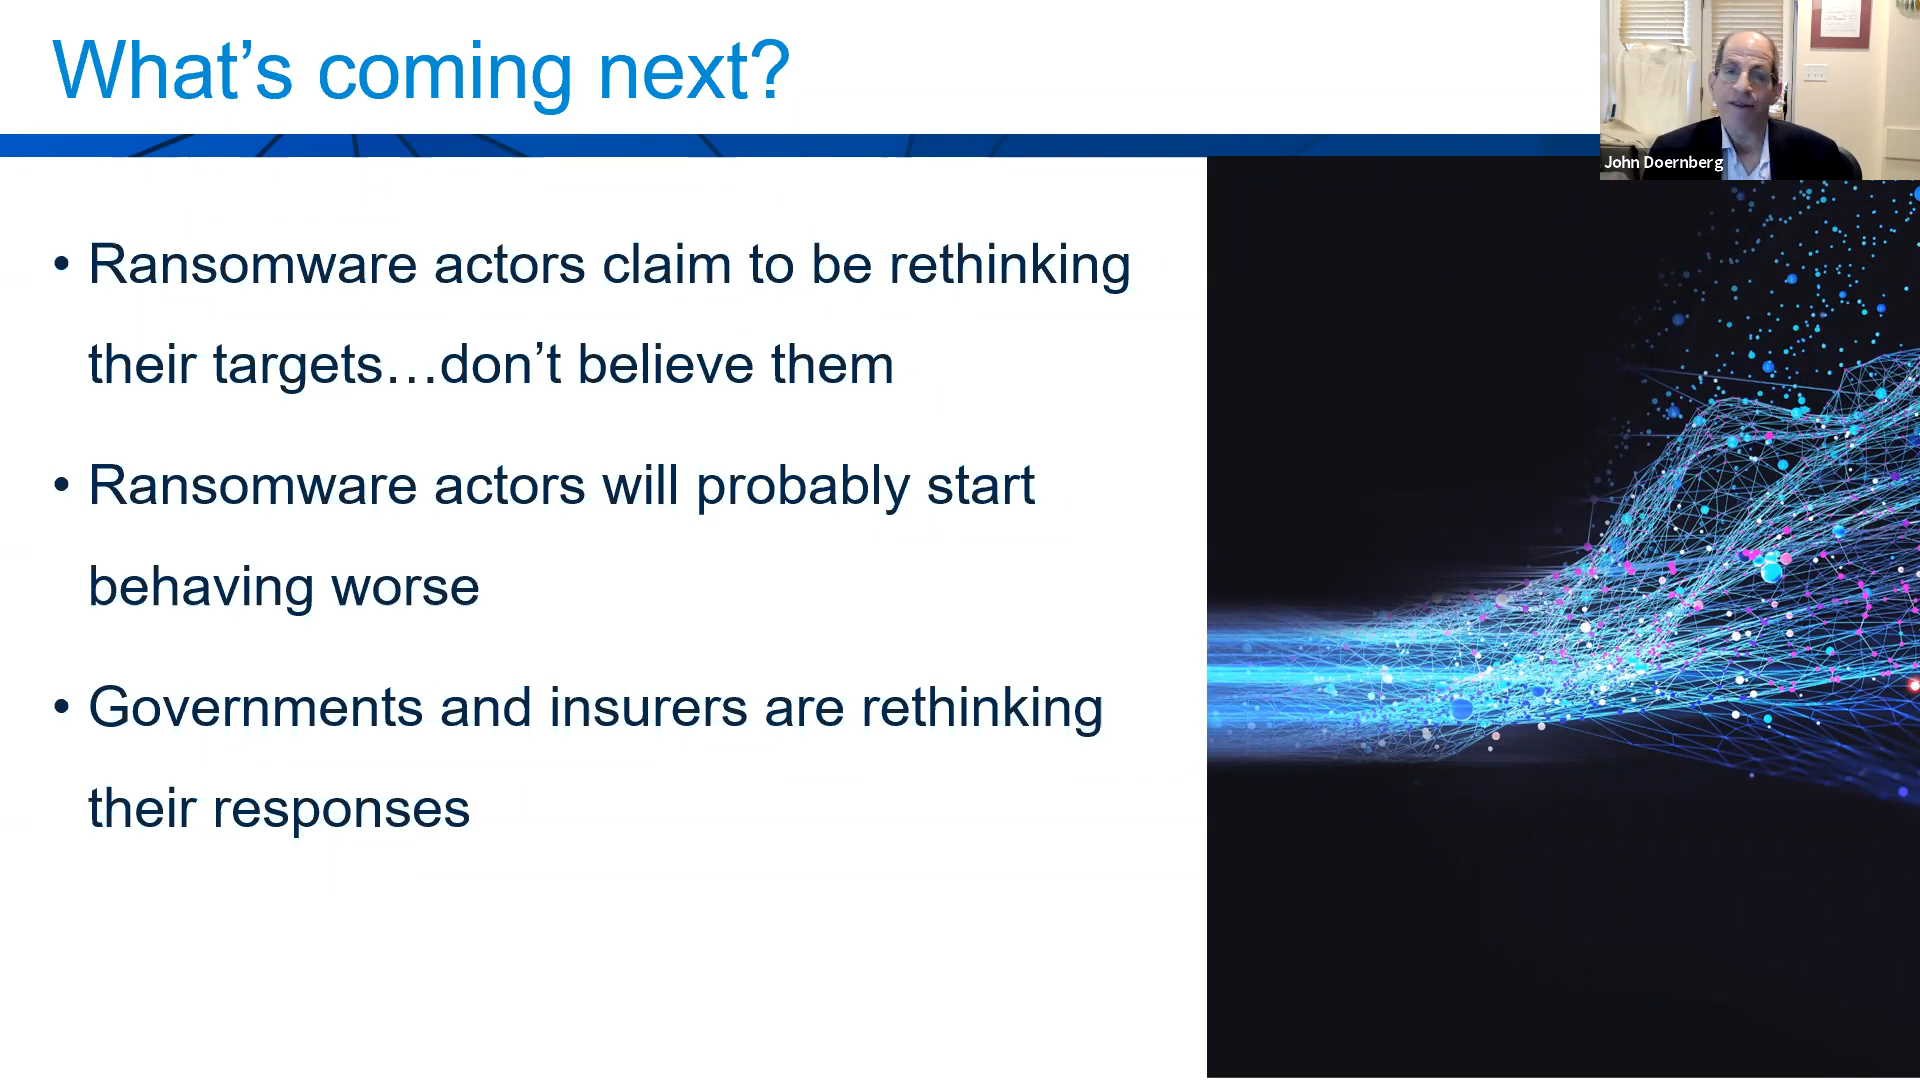 What’s coming next?
John Doernberg
• Ransomware actors claim to be rethinking
their targets…don’t believe them
• Ransomware actors will probably start
behaving worse
• Governments and insurers are rethinking
their responses